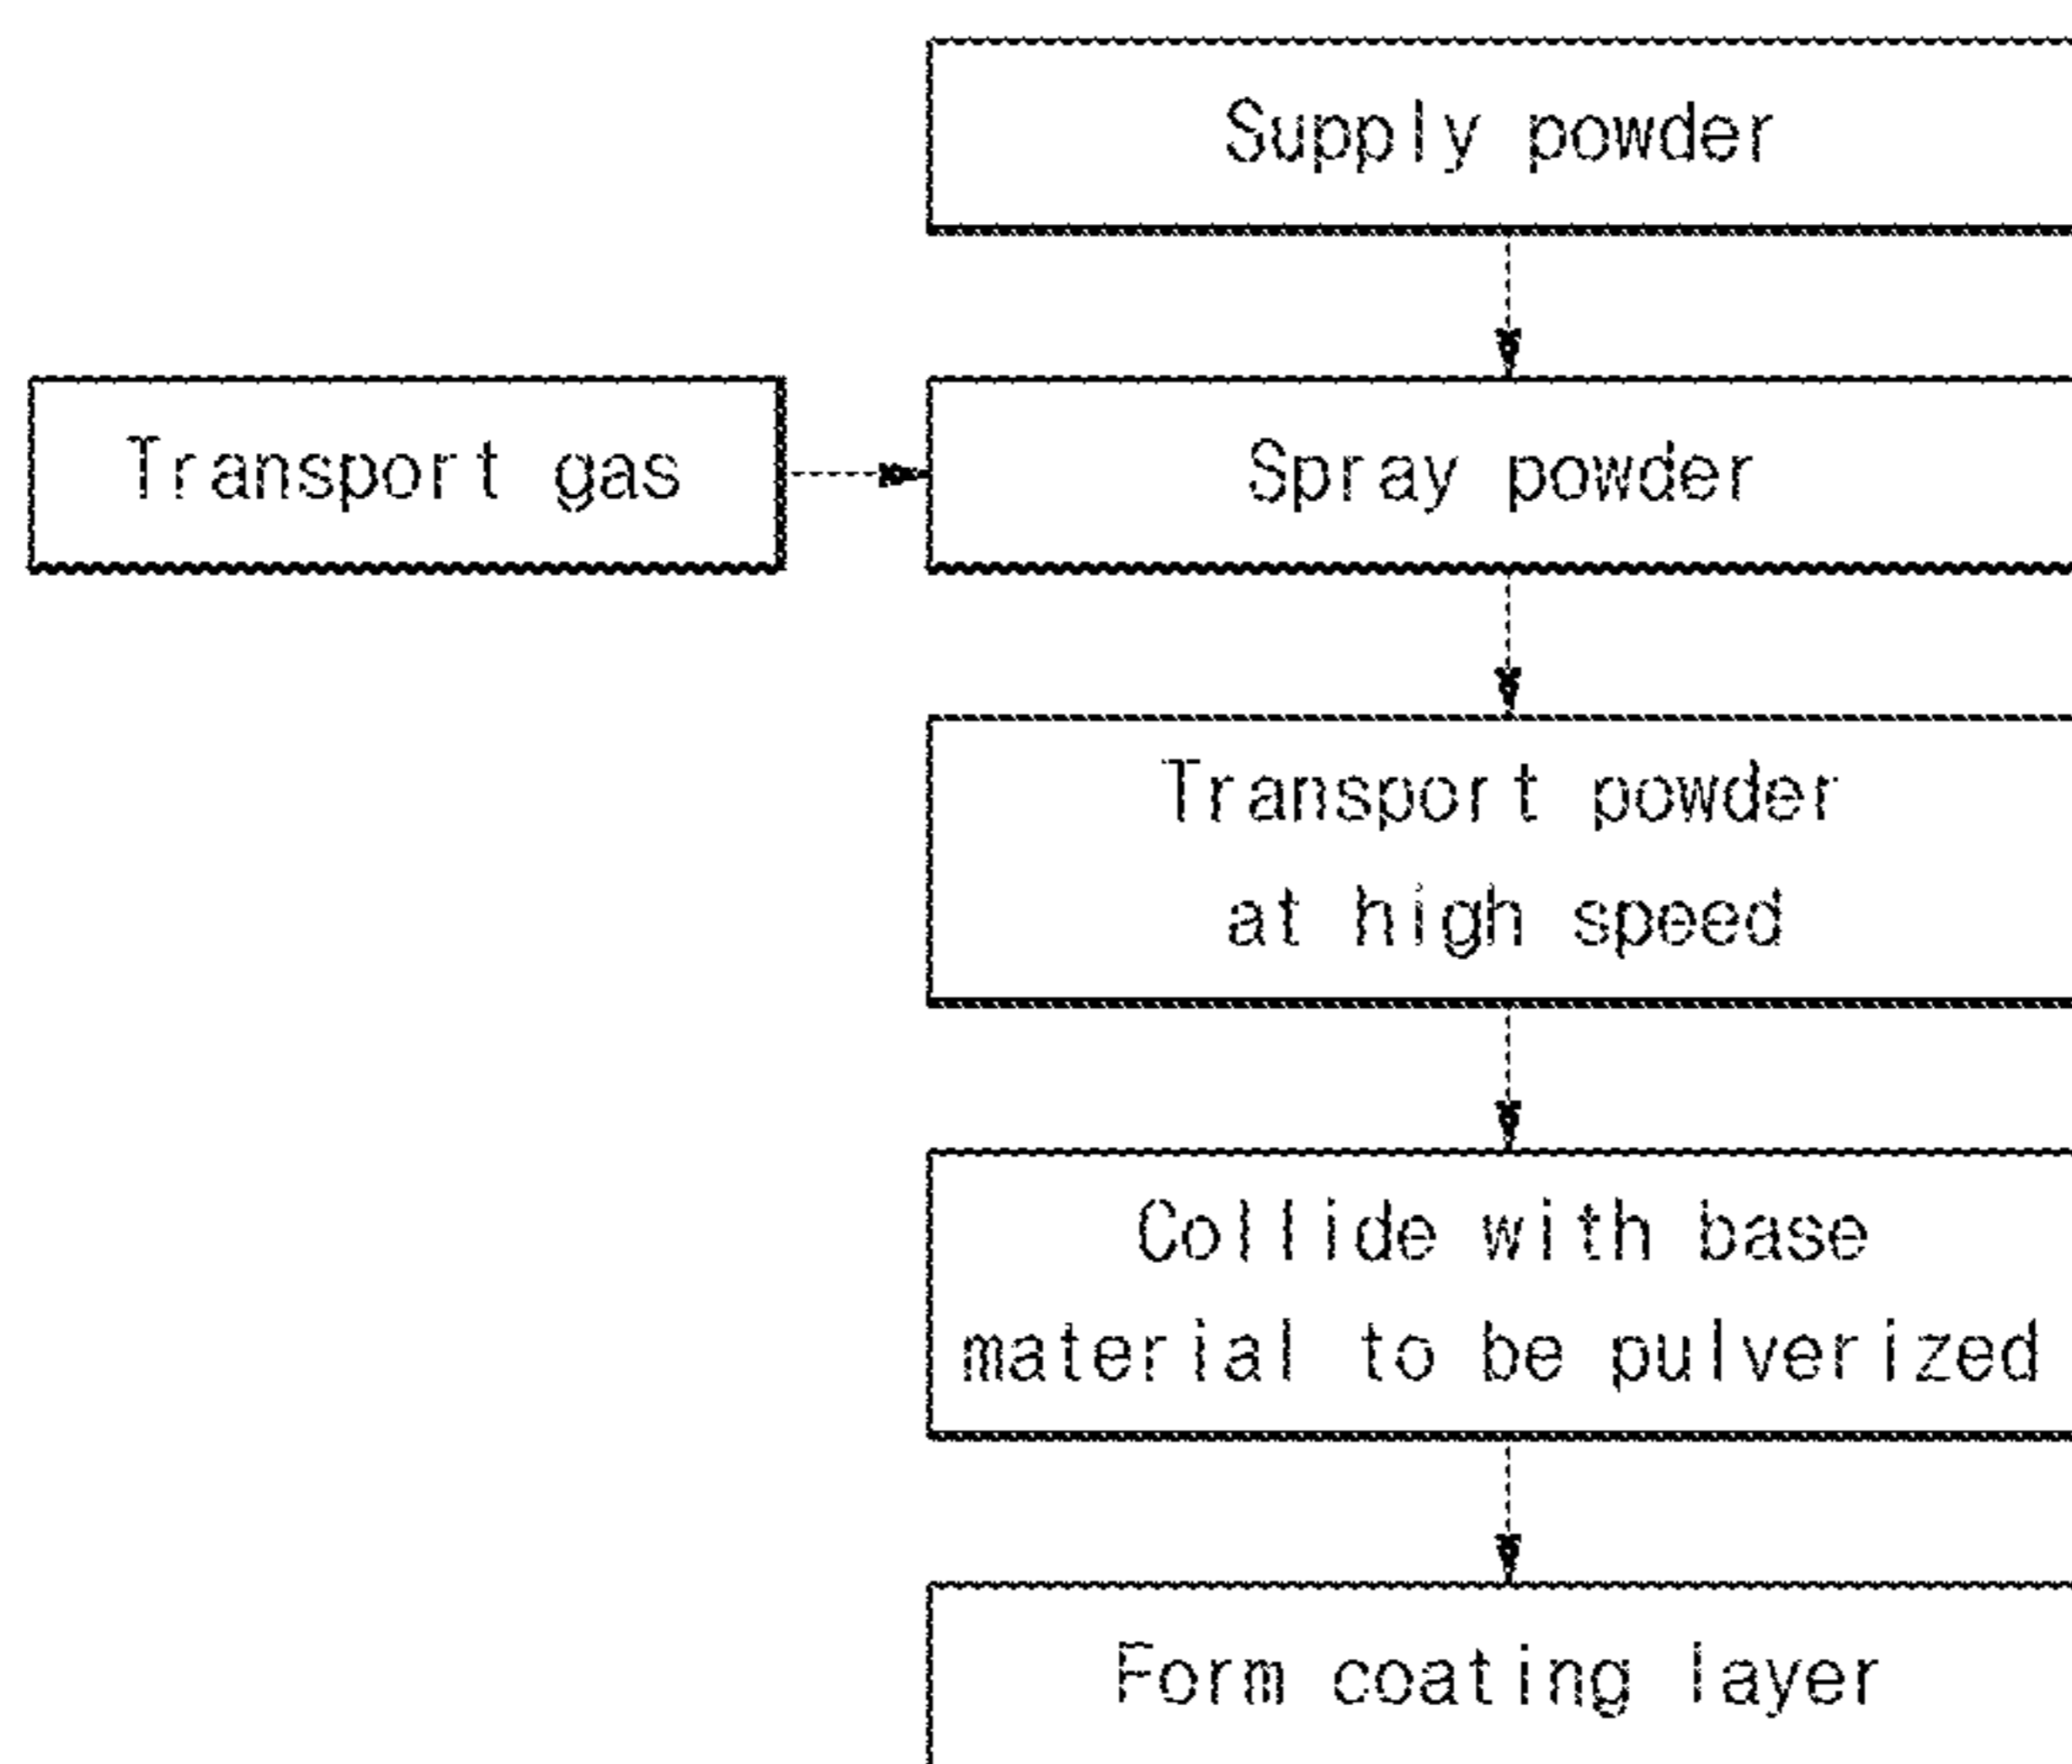 Supply powder
Transport gas
Spray powder
Transport powder
at high speed
Collide with base
material to be pulverized
Form coating layer